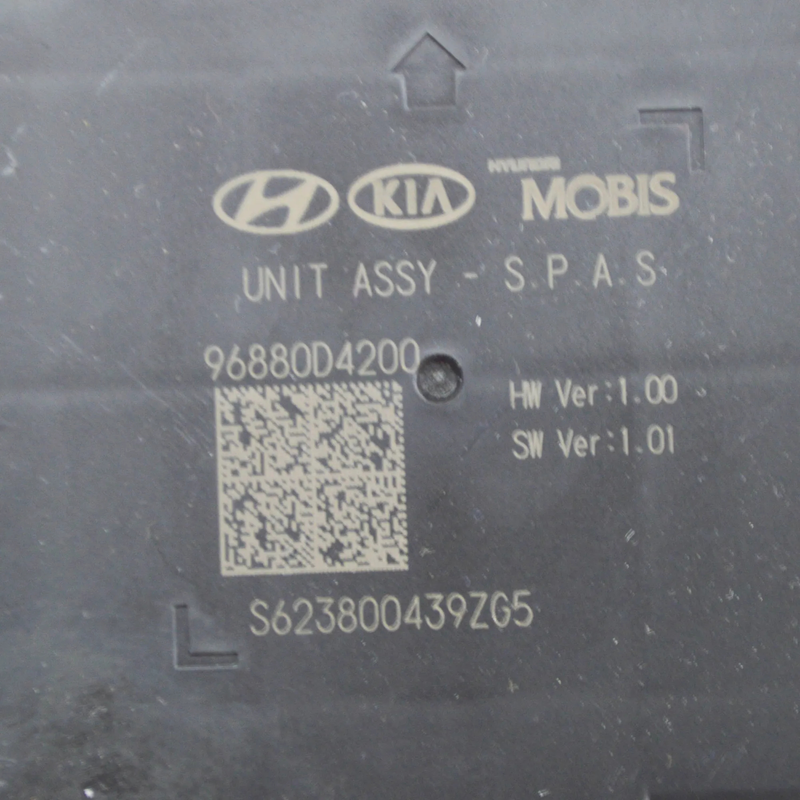 KIA HYUNDAI MOBIS
UNIT ASSY - S.P.A.S
96880D4200
HW Ver:1.00
SW Ver:1.01
S623800439ZG5